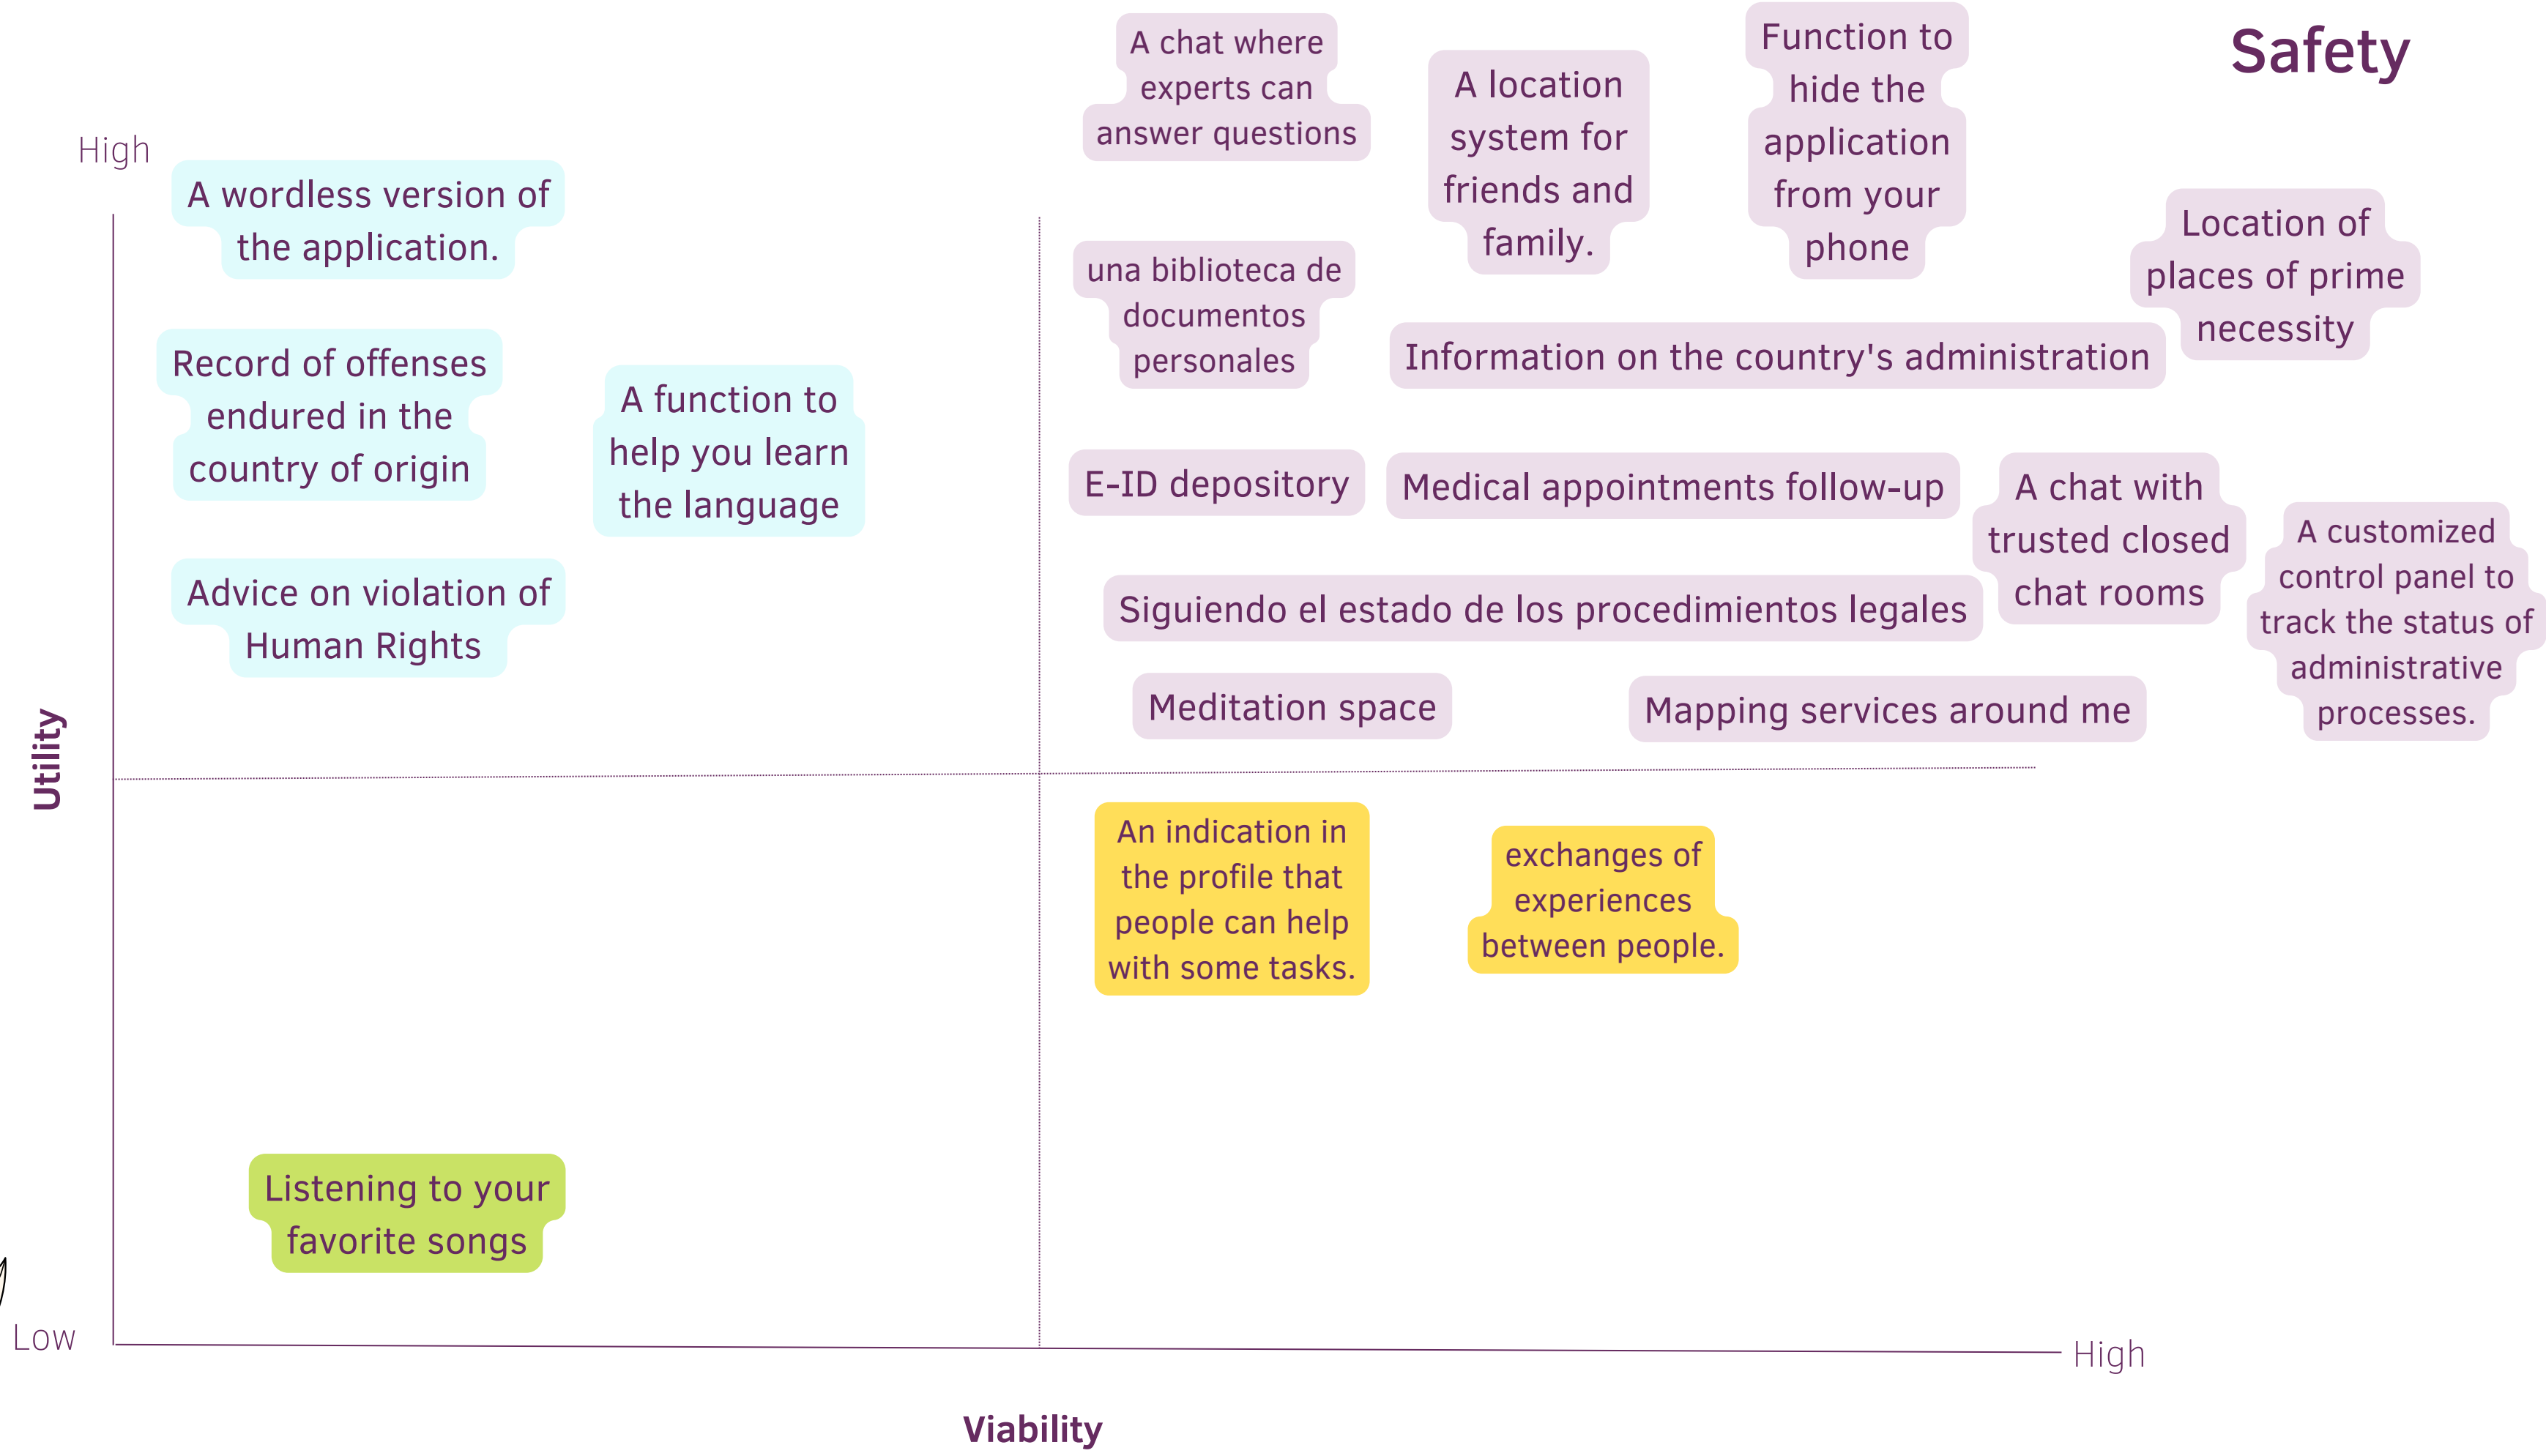 Safety
High
A wordless version of
the application.
Record of offenses
endured in the
country of origin
A function to
help you learn
the language
Advice on violation of
Human Rights
A chat where
experts can
answer questions
A location
system for
friends and
family.
Function to
hide the
application
from your
phone
Location of
places of prime
necessity
una biblioteca de
documentos
personales
Information on the country's administration
E-ID depository
Medical appointments follow-up
A chat with
trusted closed
chat rooms
A customized
control panel to
track the status of
administrative
processes.
Siguiendo el estado de los procedimientos legales
Meditation space
Mapping services around me
Utility
An indication in
the profile that
people can help
with some tasks.
exchanges of
experiences
between people.
Listening to your
favorite songs
Low
High
Viability